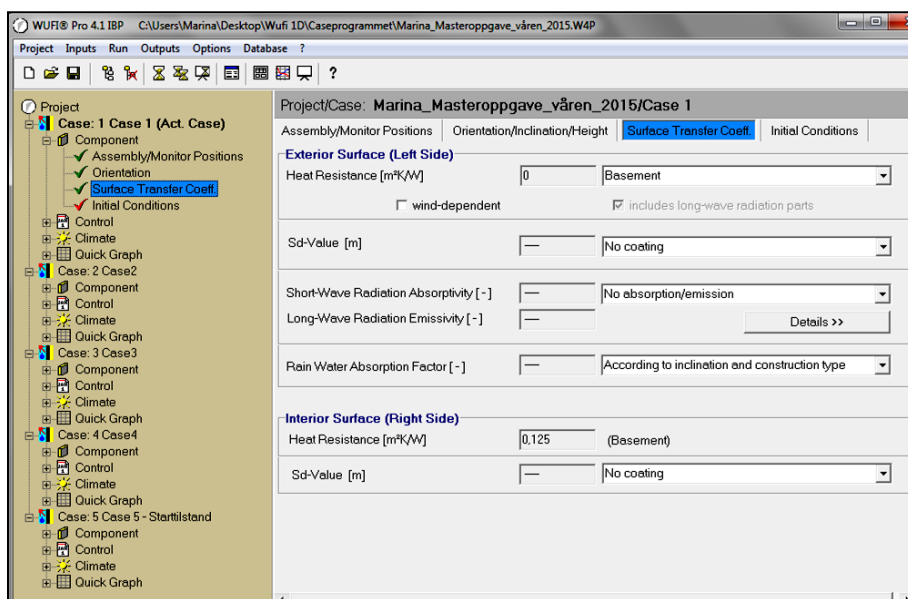 WUFI® Pro 4.1 IBP C:\Users\Marina\Desktop\Wufi 1D\Caseprogrammet\Marina_Masteroppgave_våren_2015.W4P
Project Inputs Run Outputs Options Database ?
?
Project
Case: 1 Case 1 (Act. Case)
Component
Assembly/Monitor Positions
Orientation
Surface Transfer Coeff.
Initial Conditions
Control
Climate
Quick Graph
Case: 2 Case2
Component
Control
Climate
Quick Graph
Case: 3 Case3
Component
Control
Climate
Quick Graph
Case: 4 Case4
Component
Control
Climate
Quick Graph
Case: 5 Case 5 - Starttilstand
Component
Control
Climate
Quick Graph
Project/Case: Marina_Masteroppgave_våren_2015/Case 1
Assembly/Monitor Positions Orientation/Inclination/Height Surface Transfer Coeff. Initial Conditions
Exterior Surface (Left Side)
Heat Resistance [m²K/W] 0 Basement
wind-dependent includes long-wave radiation parts
Sd-Value [m] --- No coating
Short-Wave Radiation Absorptivity [ - ] --- No absorption/emission
Long-Wave Radiation Emissivity [ - ] --- Details >>
Rain Water Absorption Factor [ - ] --- According to inclination and construction type
Interior Surface (Right Side)
Heat Resistance [m²K/W] 0,125 (Basement)
Sd-Value [m] --- No coating